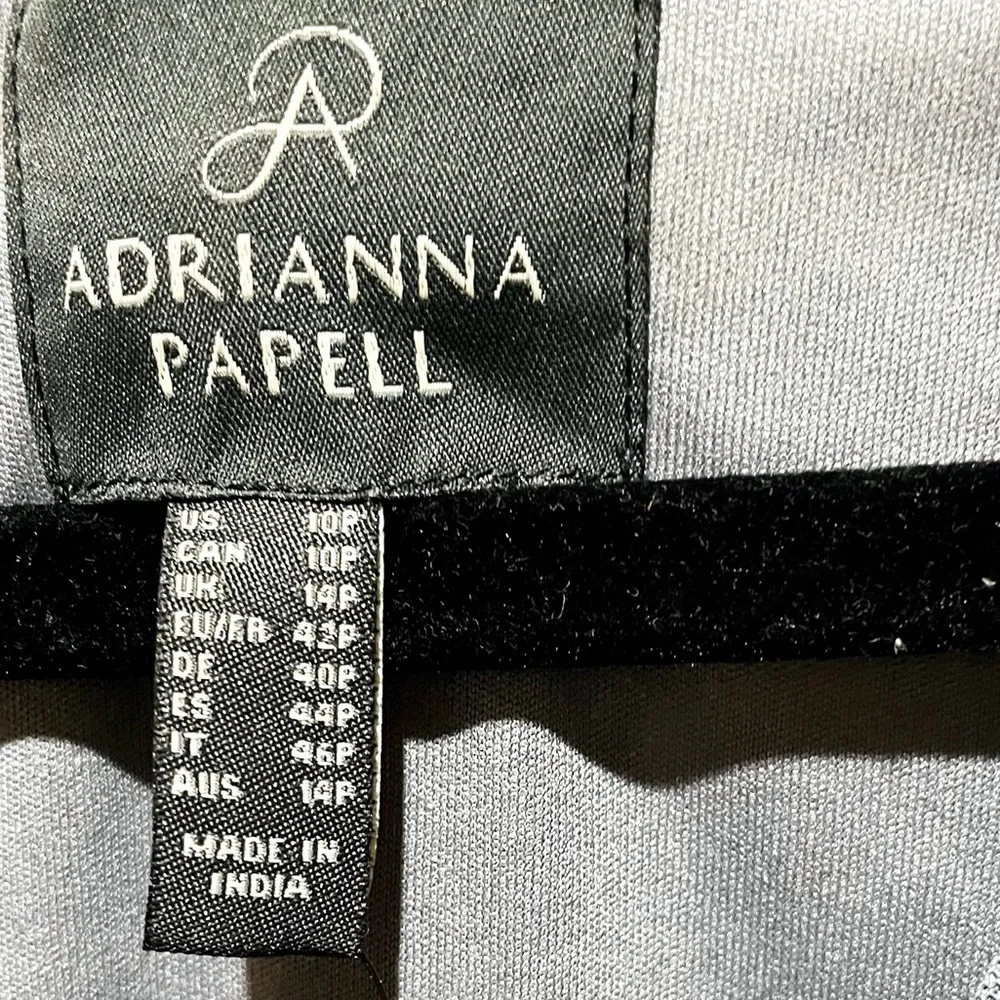 ADRIANNA
PAPELL
US 10P
CAN 10P
UK 14P
EU/FR 42P
DE 40P
ES 44P
IT 46P
AUS 14P
MADE IN
INDIA